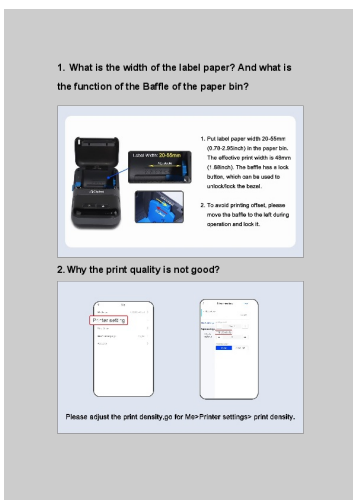 1. What is the width of the label paper? And what is
the function of the Baffle of the paper bin?
Label Width: 20-55mm
1. Put label paper width 20-55mm
(0.78-2.95inch) in the paper bin.
The effective print width is 48mm
(1.88inch). The baffle has a lock
button, which can be used to
unlock/lock the bezel.
2. To avoid printing offset, please
move the baffle to the left during
operation and lock it.
2. Why the print quality is not good?
Printer setting
Please adjust the print density,go for Me>Printer settings> print density.